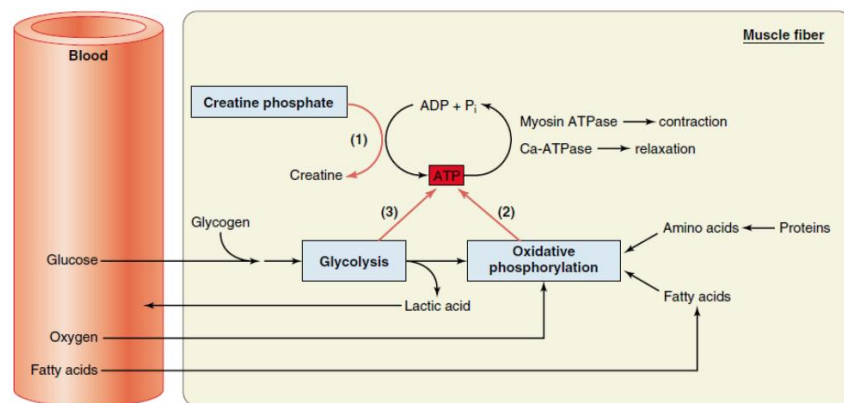 Muscle fiber
Blood
Creatine phosphate
ADP + Pi
Myosin ATPase contraction
(1)
Ca-ATPase relaxation
Creatine
ATP
(3)
(2)
Glycogen
Amino acids Proteins
Glucose
Glycolysis
Oxidative
phosphorylation
Fatty acids
Lactic acid
Oxygen
Fatty acids